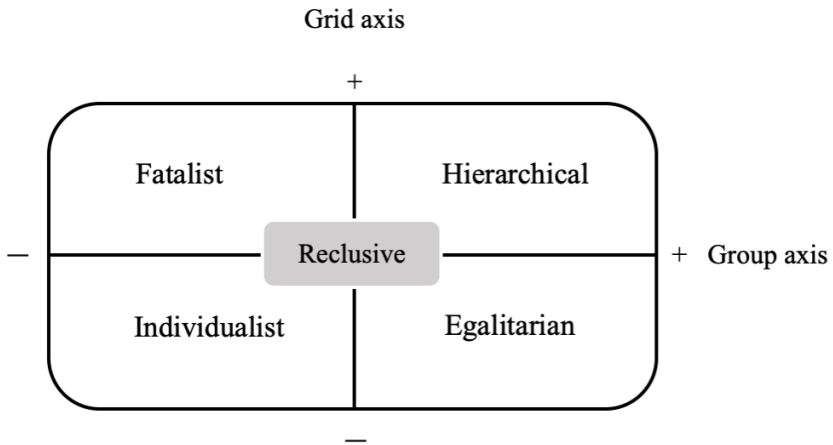 Grid axis
+
Fatalist
Hierarchical
−
Reclusive
+ Group axis
Individualist
Egalitarian
−